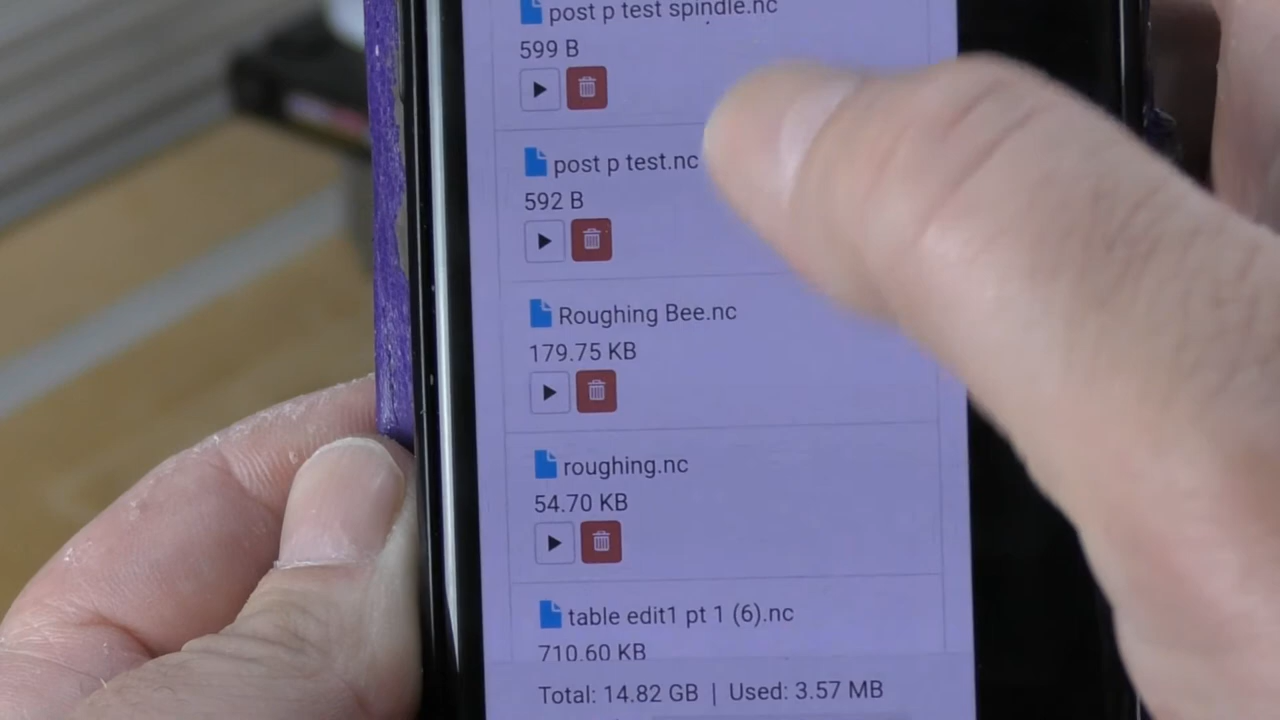 post p test spindle.nc
599 B
post p test.nc
592 B
Roughing Bee.nc
179.75 KB
roughing.nc
54.70 KB
table edit1 pt 1 (6).nc
710.60 KB
Total: 14.82 GB | Used: 3.57 MB